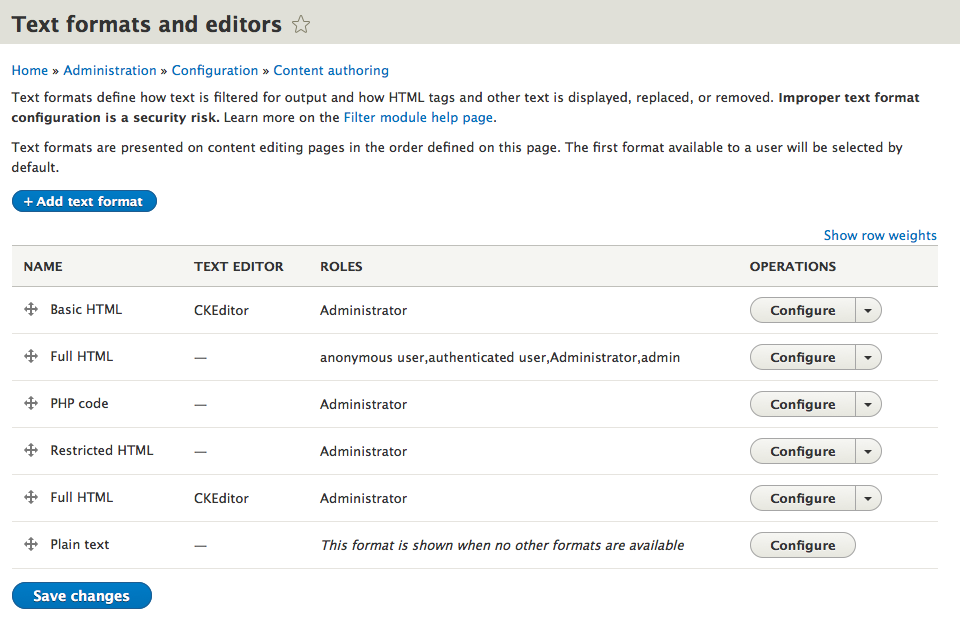 Text formats and editors
Home » Administration » Configuration » Content authoring
Text formats define how text is filtered for output and how HTML tags and other text is displayed, replaced, or removed. Improper text format
configuration is a security risk. Learn more on the Filter module help page.
Text formats are presented on content editing pages in the order defined on this page. The first format available to a user will be selected by
default.
+ Add text format
Show row weights
NAME TEXT EDITOR ROLES OPERATIONS
Basic HTML CKEditor Administrator Configure
Full HTML — anonymous user,authenticated user,Administrator,admin Configure
PHP code — Administrator Configure
Restricted HTML — Administrator Configure
Full HTML CKEditor Administrator Configure
Plain text — This format is shown when no other formats are available Configure
Save changes